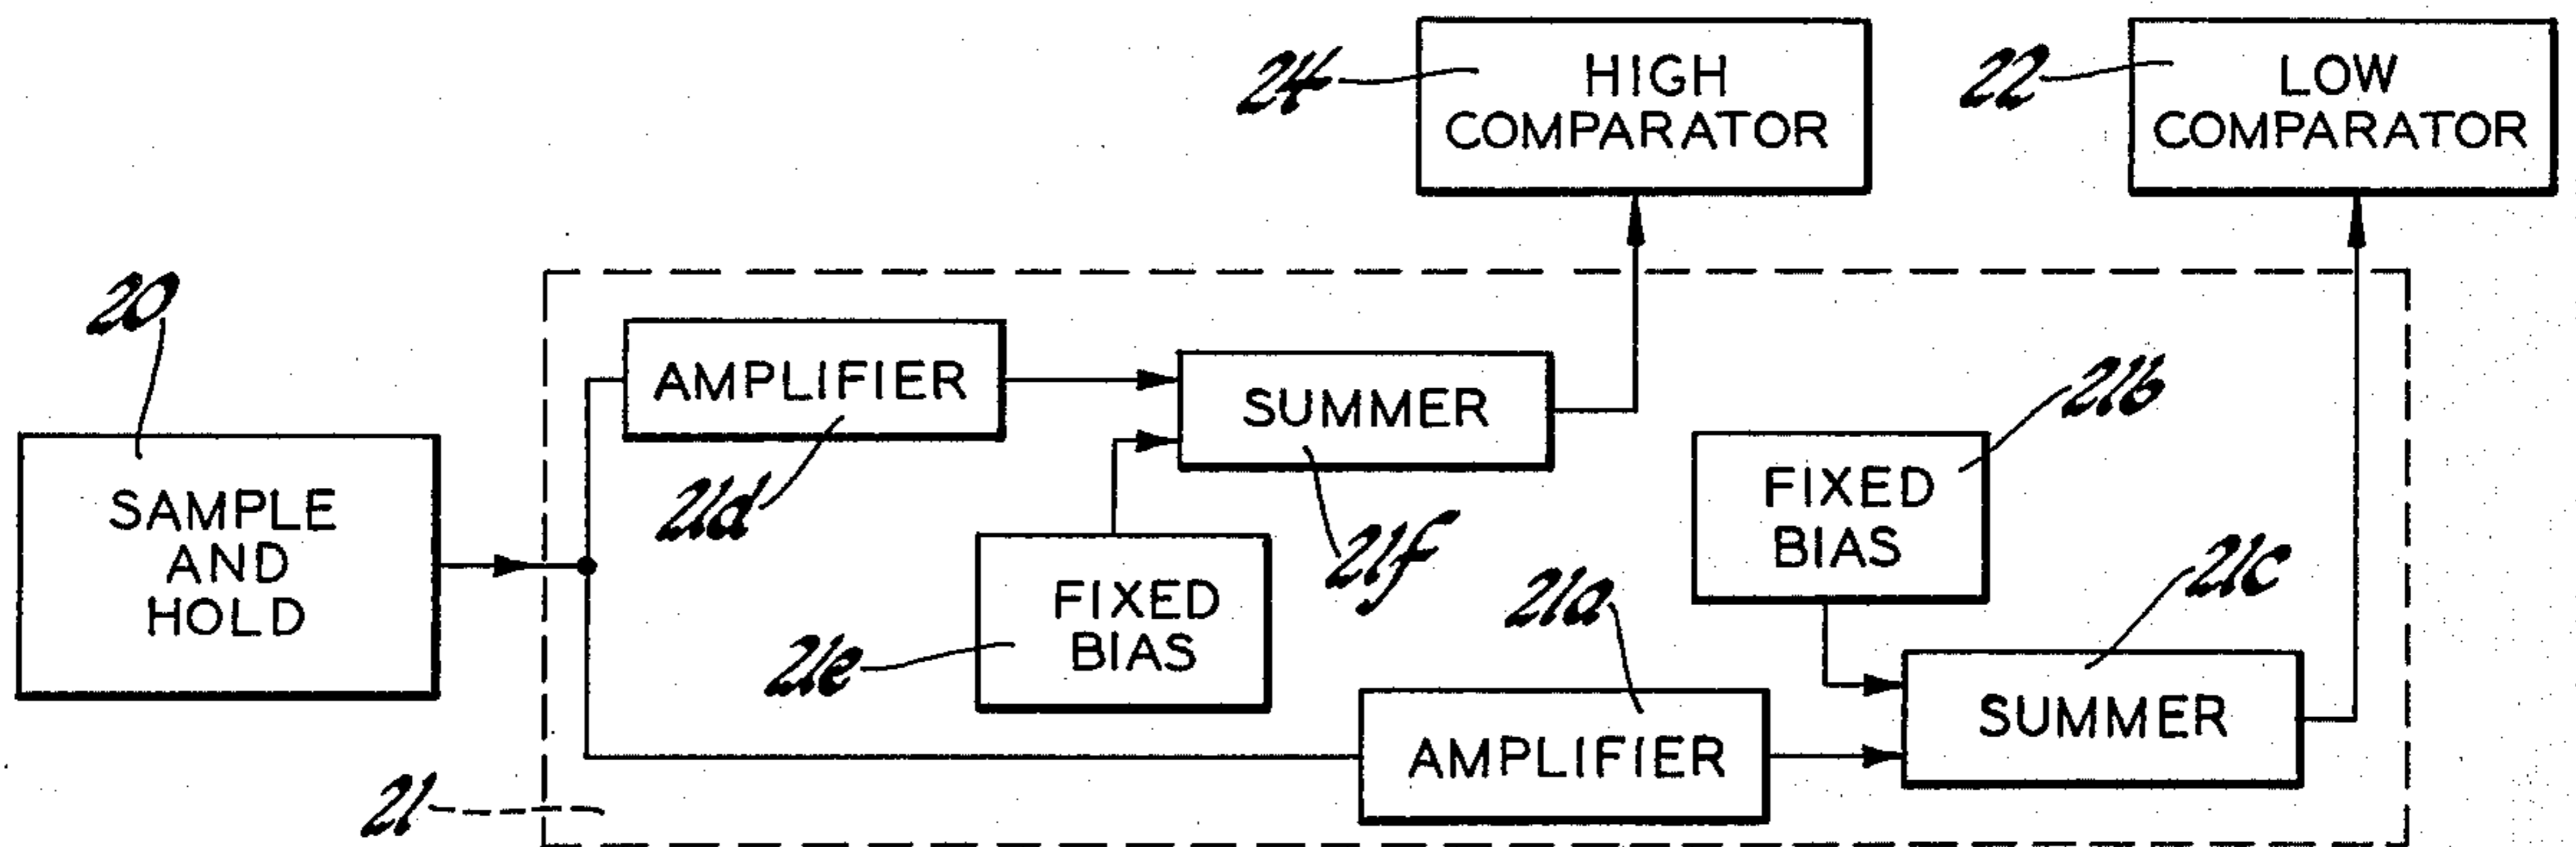 24
HIGH
COMPARATOR
22
LOW
COMPARATOR
20
SAMPLE
AND
HOLD
AMPLIFIER
21d
SUMMER
21f
FIXED
BIAS
21e
FIXED
BIAS
21b
21a
AMPLIFIER
21c
SUMMER
21